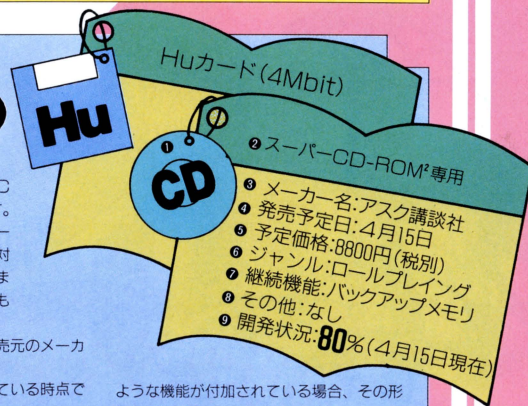 Huカード(4Mbit)
Hu
❶
CD
❷スーパーCD-ROM²専用
❸メーカー名:アスク講談社
❹発売予定日:4月15日
❺予定価格:8800円(税別)
❻ジャンル:ロールプレイング
❼継続機能:バックアップメモリ
❽その他:なし
❾開発状況:80%(4月15日現在)
C
す。
ー
対
ま
も
売元のメーカ
ている時点で
ような機能が付加されている場合、その形